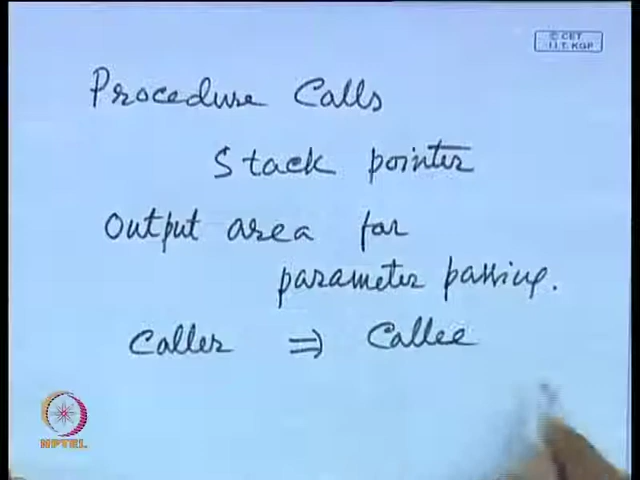 © CET
I.I.T. KGP
Procedure Calls
Stack pointer
Output area for
parameter passing.
Caller ⇒ Callee
NPTEL